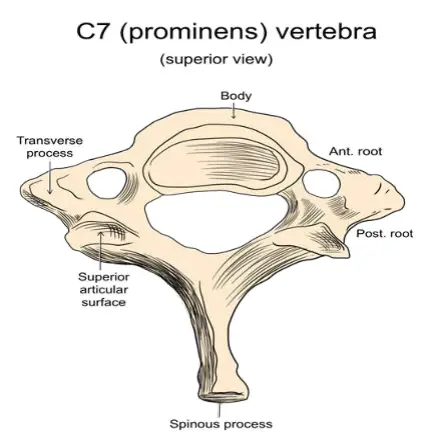 C7 (prominens) vertebra
(superior view)
Body
Transverse
process
Ant. root
Post. root
Superior
articular
surface
Spinous process